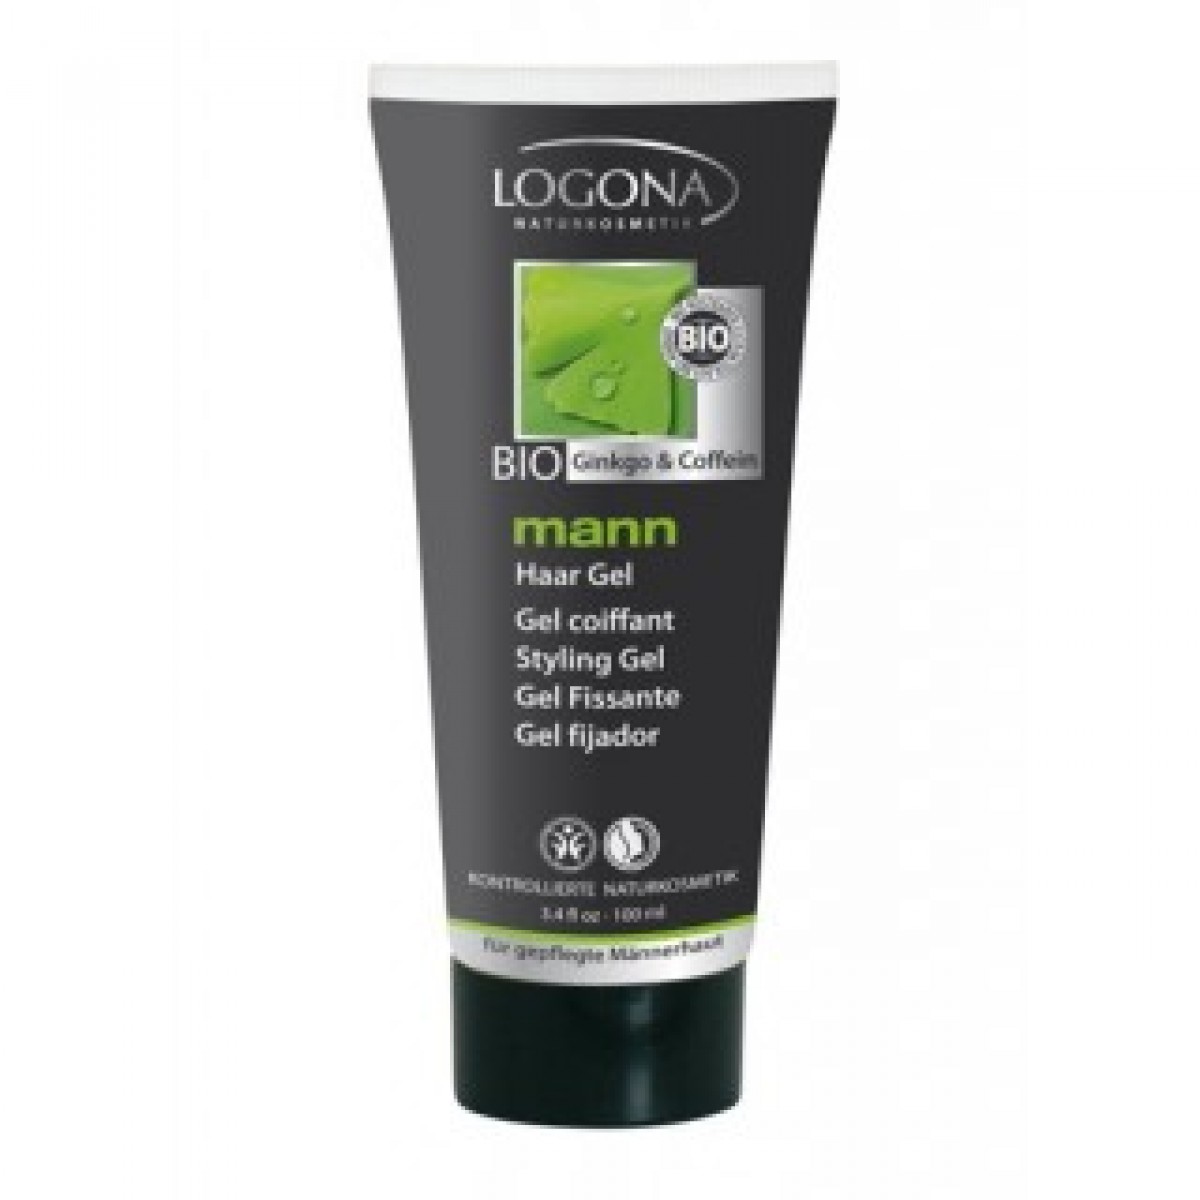 LOGONA
NATURKOSMETIK
BIO
BIO Ginkgo & Coffein
mann
Haar Gel
Gel coiffant
Styling Gel
Gel Fissante
Gel fijador
KONTROLLIERTE NATURKOSMETIK
3.4 fl oz - 100 ml
für gepflegte Männerhaut